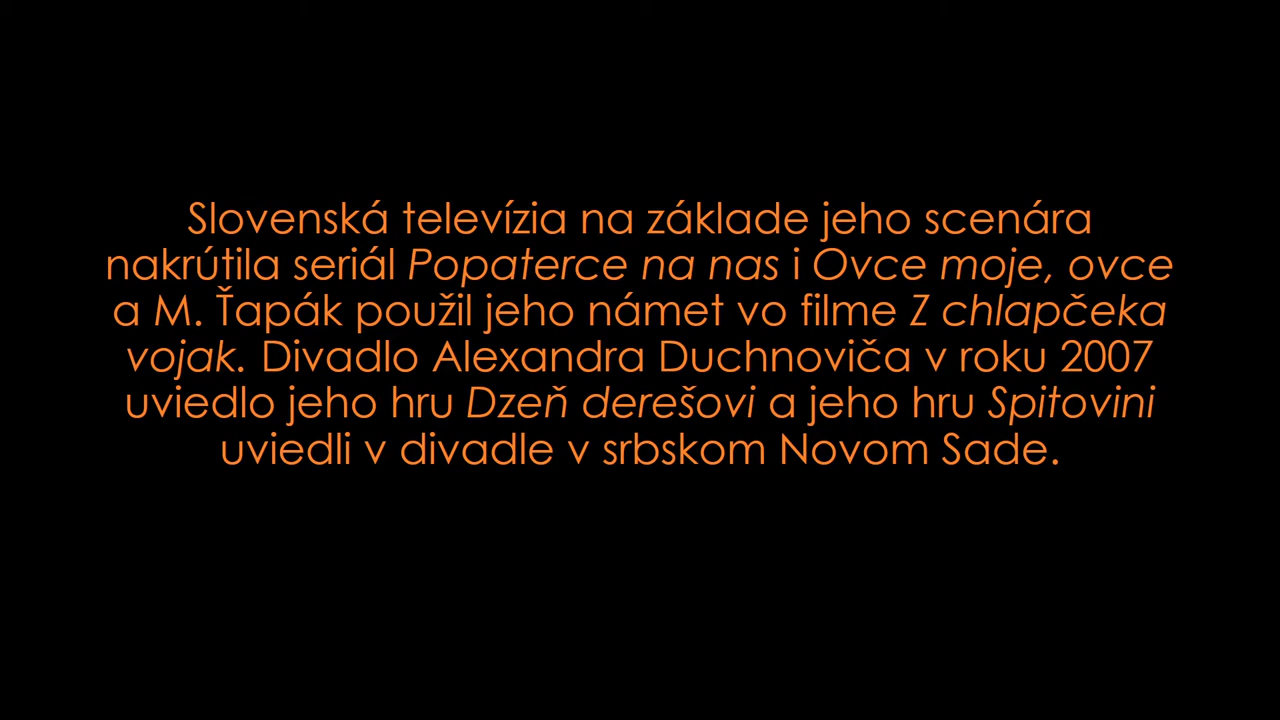 Slovenská televízia na základe jeho scenára
nakrútila seriál Popaterce na nas i Ovce moje, ovce
a M. Ťapák použil jeho námet vo filme Z chlapčeka
vojak. Divadlo Alexandra Duchnoviča v roku 2007
uviedlo jeho hru Dzeň derešovi a jeho hru Spitovini
uviedli v divadle v srbskom Novom Sade.